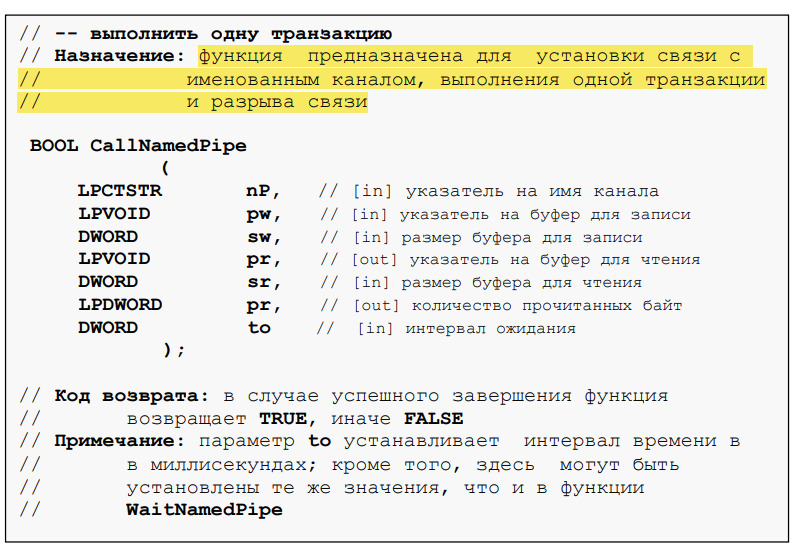 // -- выполнить одну транзакцию
// Назначение: функция предназначена для установки связи с
// именованным каналом, выполнения одной транзакции
// и разрыва связи
BOOL CallNamedPipe
(
LPCTSTR nP, // [in] указатель на имя канала
LPVOID pw, // [in] указатель на буфер для записи
DWORD sw, // [in] размер буфера для записи
LPVOID pr, // [out] указатель на буфер для чтения
DWORD sr, // [in] размер буфера для чтения
LPDWORD pr, // [out] количество прочитанных байт
DWORD to // [in] интервал ожидания
);
// Код возврата: в случае успешного завершения функция
// возвращает TRUE, иначе FALSE
// Примечание: параметр to устанавливает интервал времени в
// в миллисекундах; кроме того, здесь могут быть
// установлены те же значения, что и в функции
// WaitNamedPipe